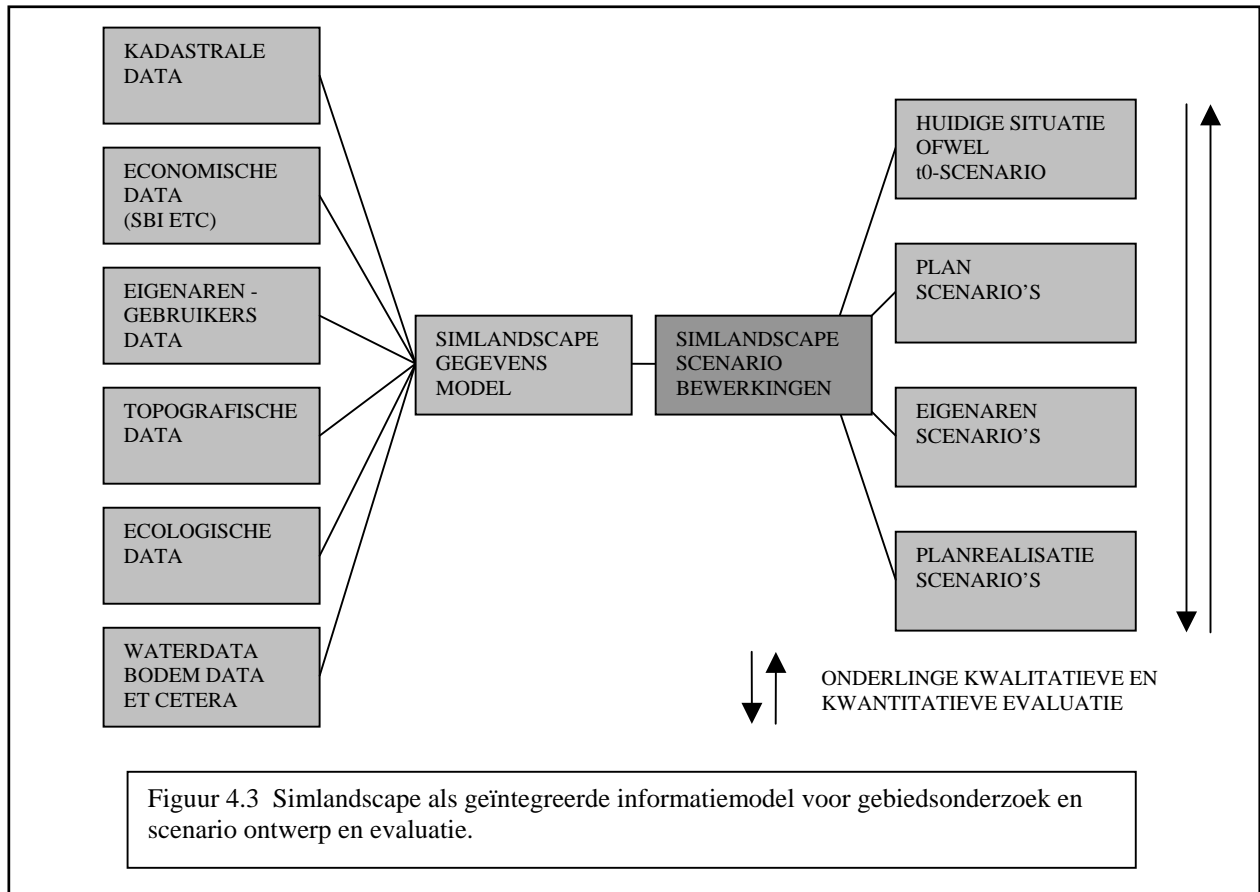 KADASTRALE
DATA
ECONOMISCHE
DATA
(SBI ETC)
EIGENAREN -
GEBRUIKERS
DATA
TOPOGRAFISCHE
DATA
ECOLOGISCHE
DATA
WATERDATA
BODEM DATA
ET CETERA
SIMLANDSCAPE
GEGEVENS
MODEL
SIMLANDSCAPE
SCENARIO
BEWERKINGEN
HUIDIGE SITUATIE
OFWEL
t0-SCENARIO
PLAN
SCENARIO’S
EIGENAREN
SCENARIO’S
PLANREALISATIE
SCENARIO’S
ONDERLINGE KWALITATIEVE EN
KWANTITATIEVE EVALUATIE
Figuur 4.3 Simlandscape als geïntegreerde informatiemodel voor gebiedsonderzoek en
scenario ontwerp en evaluatie.